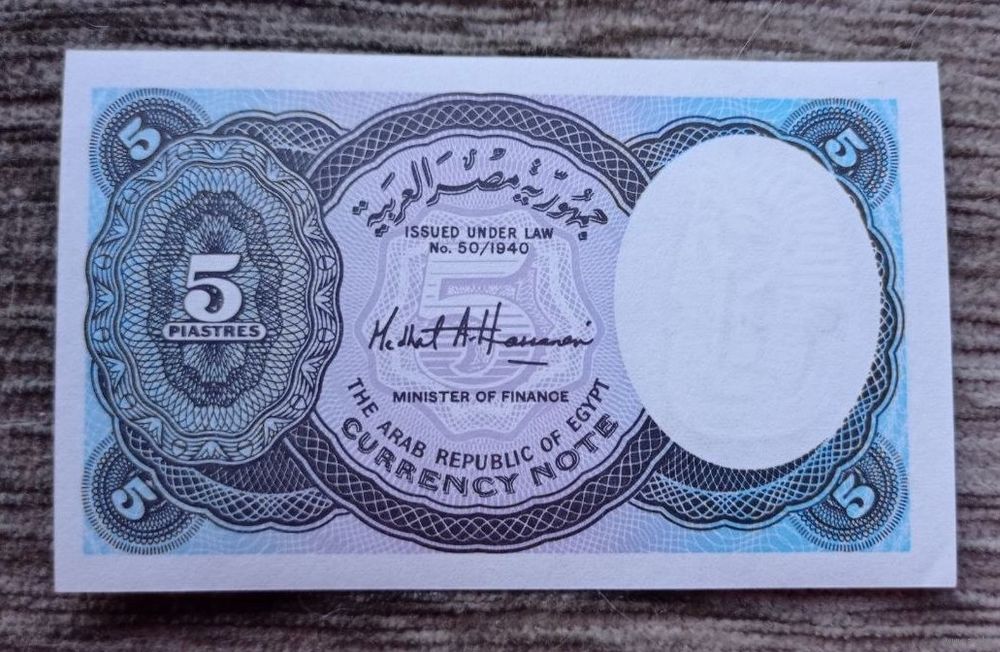 5
5
جمهورية مصر العربية
ISSUED UNDER LAW
No. 50/1940
5
5
PIASTRES
Medhat A. Hassanein
MINISTER OF FINANCE
THE ARAB REPUBLIC OF EGYPT
CURRENCY NOTE
5
5